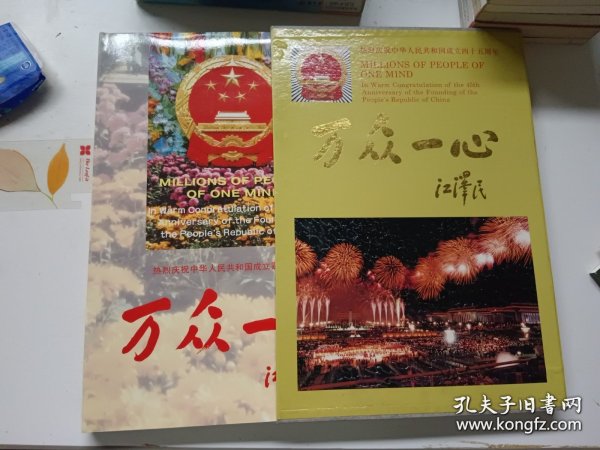 MILLIONS OF PE
OF ONE MIN
In Warm Congratulation of
Anniversary of the Foun
the People's Republic of
热烈庆祝中华人民共和国成立
万众一
江
热烈庆祝中华人民共和国成立四十五周年
MILLIONS OF PEOPLE OF
ONE MIND
In Warm Congratulation of the 45th
Anniversary of the Founding of the
People's Republic of China
万众一心
江泽民
孔夫子旧书网
www.kongfz.com